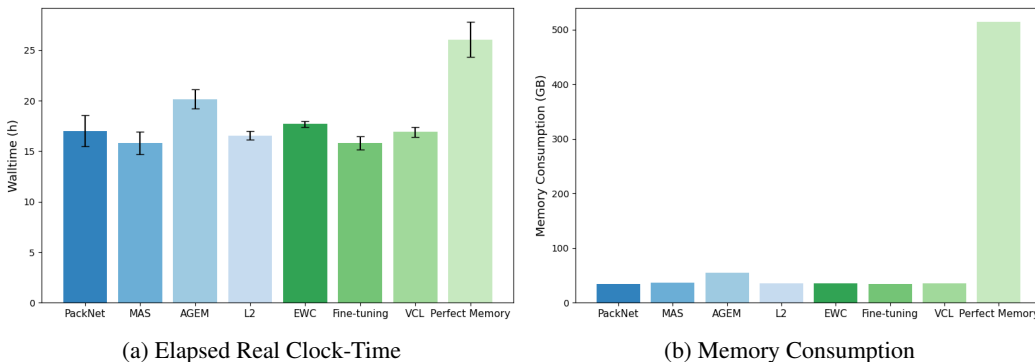 25
20
15
10
5
0
Walltime (h)
PackNet MAS AGEM L2 EWC Fine-tuning VCL Perfect Memory
(a) Elapsed Real Clock-Time
500
400
300
200
100
0
Memory Consumption (GB)
PackNet MAS AGEM L2 EWC Fine-tuning VCL Perfect Memory
(b) Memory Consumption